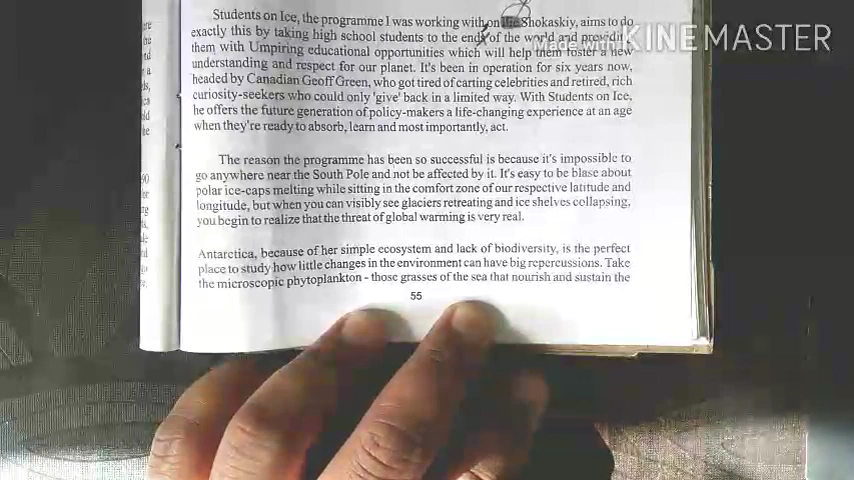 Students on Ice, the programme I was working with on the Shokaskiy, aims to do
exactly this by taking high school students to the ends of the world and
them with Umpiring educational opportunities which will help them foster a new
understanding and respect for our planet. It's been in operation for six years now,
headed by Canadian Geoff Green, who got tired of carting celebrities and retired, rich
curiosity-seekers who could only 'give' back in a limited way. With Students on Ice,
he offers the future generation of policy-makers a life-changing experience at an age
when they're ready to absorb, learn and most importantly, act.
The reason the programme has been so successful is because it's impossible to
go anywhere near the South Pole and not be affected by it. It's easy to be blase about
polar ice-caps melting while sitting in the comfort zone of our respective latitude and
longitude, but when you can visibly see glaciers retreating and ice shelves collapsing,
you begin to realize that the threat of global warming is very real.
Antarctica, because of her simple ecosystem and lack of biodiversity, is the perfect
place to study how little changes in the environment can have big repercussions. Take
the microscopic phytoplankton - those grasses of the sea that nourish and sustain the
55
Made with KINEMASTER